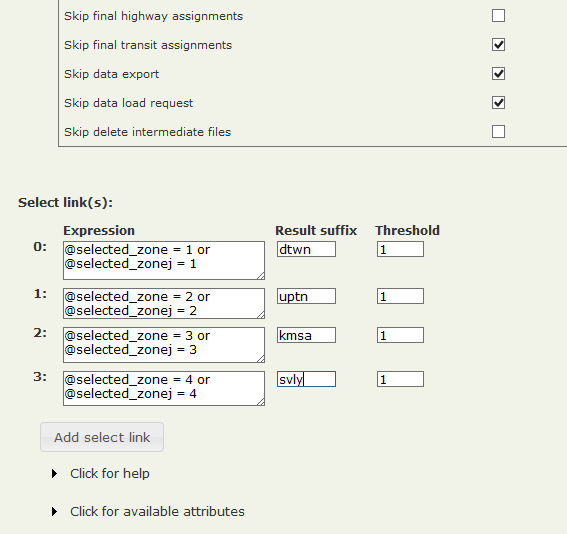 Skip final highway assignments
Skip final transit assignments
Skip data export
Skip data load request
Skip delete intermediate files
Select link(s):
Expression Result suffix Threshold
0: @selected_zone = 1 or dtwn 1
@selected_zonej = 1
1: @selected_zone = 2 or uptn 1
@selected_zonej = 2
2: @selected_zone = 3 or kmsa 1
@selected_zonej = 3
3: @selected_zone = 4 or svly 1
@selected_zonej = 4
Add select link
Click for help
Click for available attributes